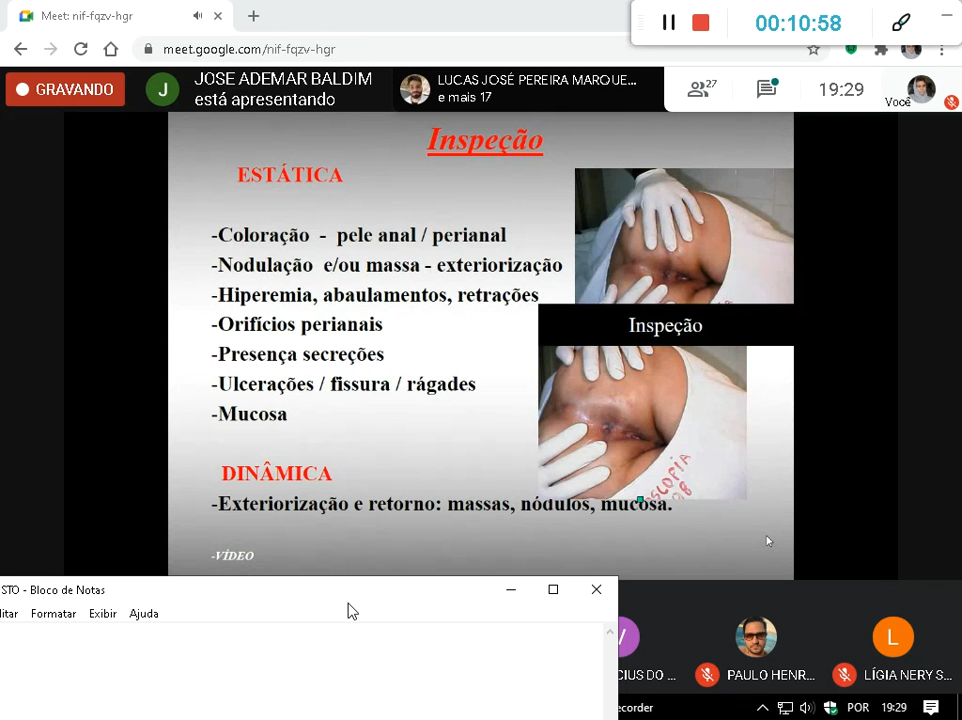 Meet: nif-fqzv-hgr
00:10:58
meet.google.com/nif-fqzv-hgr
GRAVANDO
J
JOSE ADEMAR BALDIM
está apresentando
LUCAS JOSÉ PEREIRA MARQUE...
e mais 17
27
19:29
Você
Inspeção
ESTÁTICA
-Coloração - pele anal / perianal
-Nodulação e/ou massa - exteriorização
-Hiperemia, abaulamentos, retrações
-Orifícios perianais
-Presença secreções
-Ulcerações / fissura / rágades
-Mucosa
Inspeção
DINÂMICA
-Exteriorização e retorno: massas, nódulos, mucosa.
-VÍDEO
STO - Bloco de Notas
itar Formatar Exibir Ajuda
V
L
CIUS DO ...
PAULO HENR...
LÍGIA NERY S...
ecorder
POR
19:29